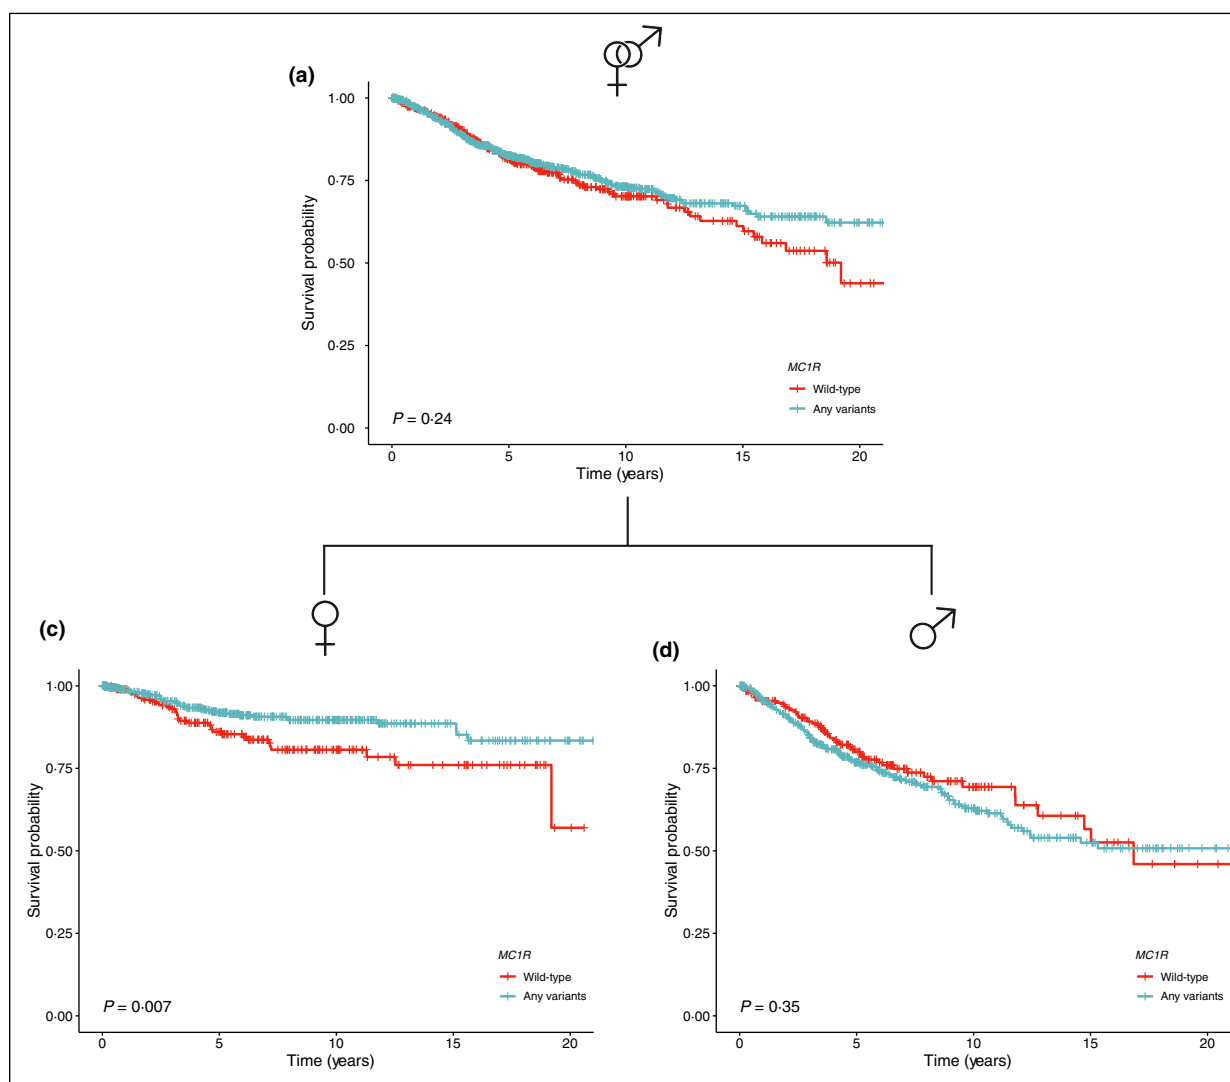 (a)
Survival probability
1·00
0·75
0·50
0·25
0·00
MC1R
Wild-type
Any variants
P = 0·24
0 5 10 15 20
Time (years)
(c)
Survival probability
1·00
0·75
0·50
0·25
0·00
MC1R
Wild-type
Any variants
P = 0·007
0 5 10 15 20
Time (years)
(d)
Survival probability
1·00
0·75
0·50
0·25
0·00
MC1R
Wild-type
Any variants
P = 0·35
0 5 10 15 20
Time (years)